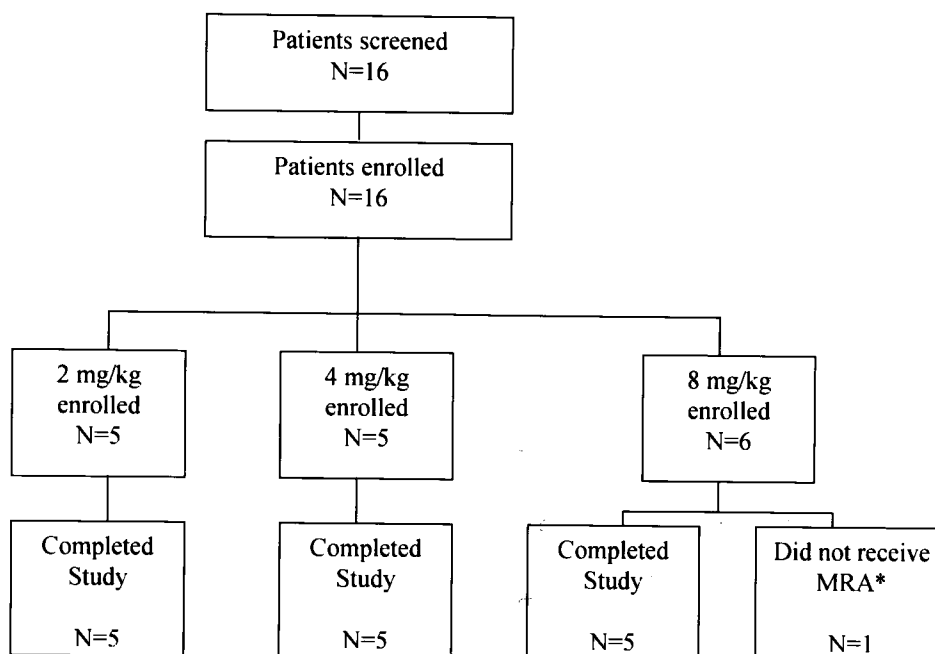 Patients screened
N=16
Patients enrolled
N=16
2 mg/kg
enrolled
N=5
4 mg/kg
enrolled
N=5
8 mg/kg
enrolled
N=6
Completed
Study
N=5
Completed
Study
N=5
Completed
Study
N=5
Did not receive
MRA*
N=1